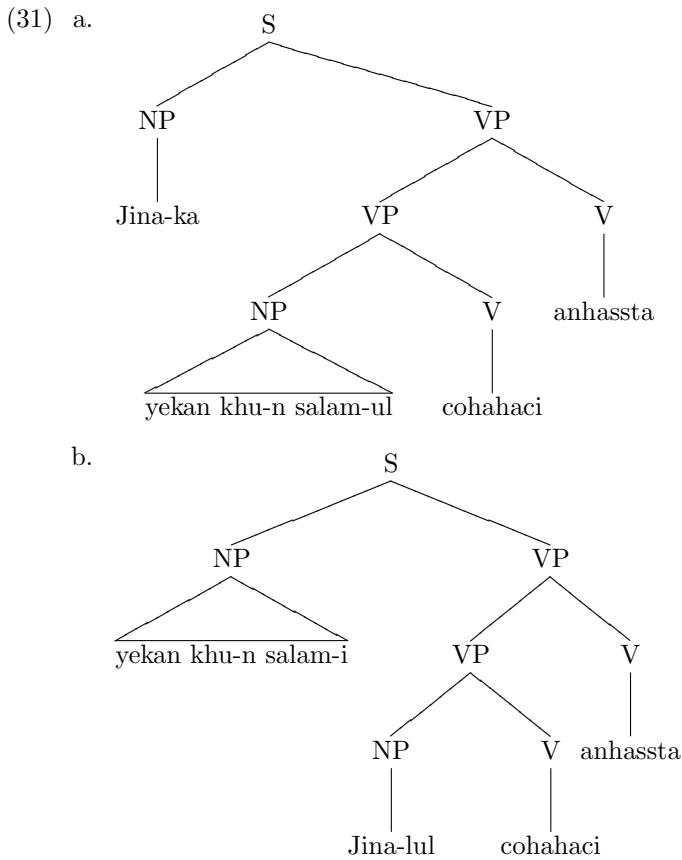 (31) a.
S
NP VP
Jina-ka VP V
NP V anhassta
yekan khu-n salam-ul cohahaci
b.
S
NP VP
yekan khu-n salam-i VP V
NP V anhassta
Jina-lul cohahaci